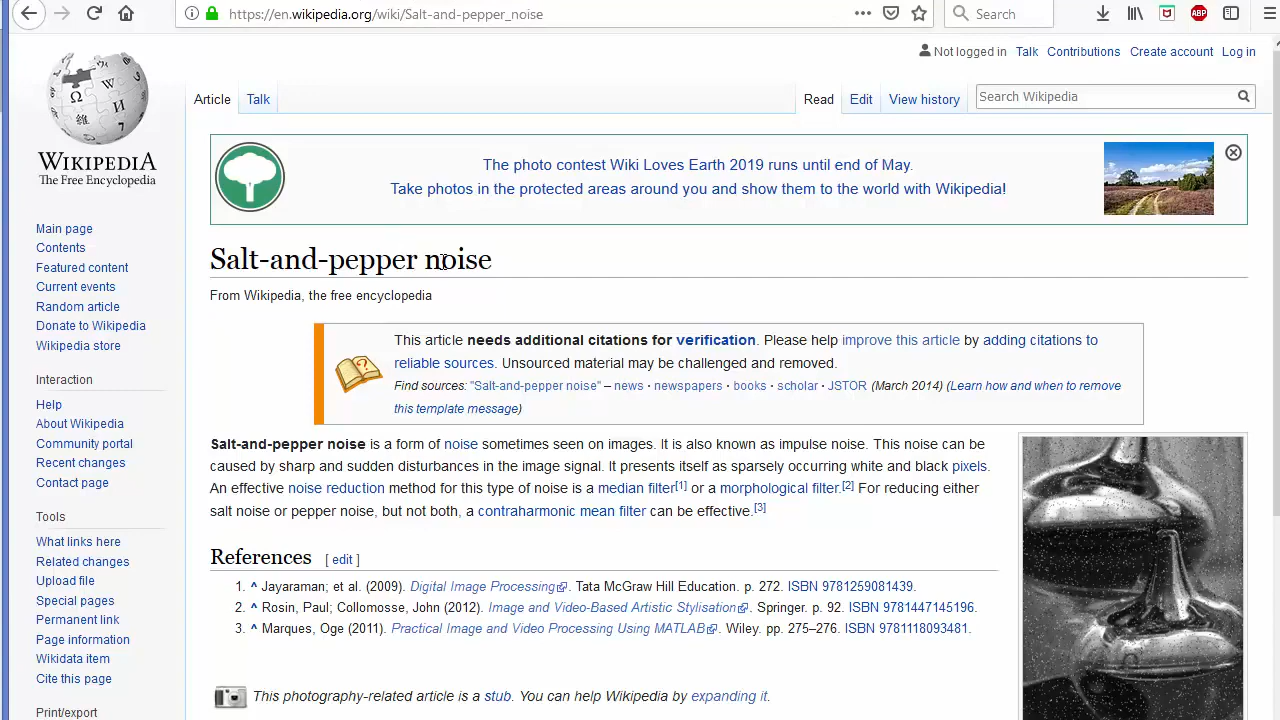 https://en.wikipedia.org/wiki/Salt-and-pepper_noise
Search
ABP
Not logged in Talk Contributions Create account Log in
Article Talk Read Edit View history Search Wikipedia
WIKIPEDIA
The Free Encyclopedia
The photo contest Wiki Loves Earth 2019 runs until end of May.
Take photos in the protected areas around you and show them to the world with Wikipedia!
Main page
Contents
Featured content
Current events
Random article
Donate to Wikipedia
Wikipedia store
Interaction
Help
About Wikipedia
Community portal
Recent changes
Contact page
Tools
What links here
Related changes
Upload file
Special pages
Permanent link
Page information
Wikidata item
Cite this page
Print/export
Salt-and-pepper noise
From Wikipedia, the free encyclopedia
This article needs additional citations for verification. Please help improve this article by adding citations to
reliable sources. Unsourced material may be challenged and removed.
Find sources: "Salt-and-pepper noise" – news · newspapers · books · scholar · JSTOR (March 2014) (Learn how and when to remove
this template message)
Salt-and-pepper noise is a form of noise sometimes seen on images. It is also known as impulse noise. This noise can be
caused by sharp and sudden disturbances in the image signal. It presents itself as sparsely occurring white and black pixels.
An effective noise reduction method for this type of noise is a median filter[1] or a morphological filter.[2] For reducing either
salt noise or pepper noise, but not both, a contraharmonic mean filter can be effective.[3]
References [ edit ]
1. ^ Jayaraman; et al. (2009). Digital Image Processing. Tata McGraw Hill Education. p. 272. ISBN 9781259081439.
2. ^ Rosin, Paul; Collomosse, John (2012). Image and Video-Based Artistic Stylisation. Springer. p. 92. ISBN 9781447145196.
3. ^ Marques, Oge (2011). Practical Image and Video Processing Using MATLAB. Wiley. pp. 275–276. ISBN 9781118093481.
This photography-related article is a stub. You can help Wikipedia by expanding it.